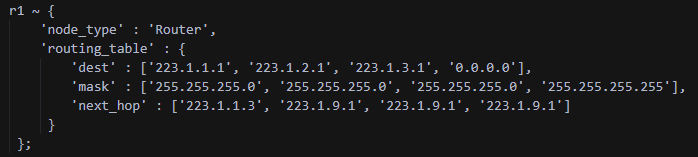 r1 ~ {
    'node_type' : 'Router',
    'routing_table' : {
        'dest' : ['223.1.1.1', '223.1.2.1', '223.1.3.1', '0.0.0.0'],
        'mask' : ['255.255.255.0', '255.255.255.0', '255.255.255.0', '255.255.255.255'],
        'next_hop' : ['223.1.1.3', '223.1.9.1', '223.1.9.1', '223.1.9.1']
    }
};